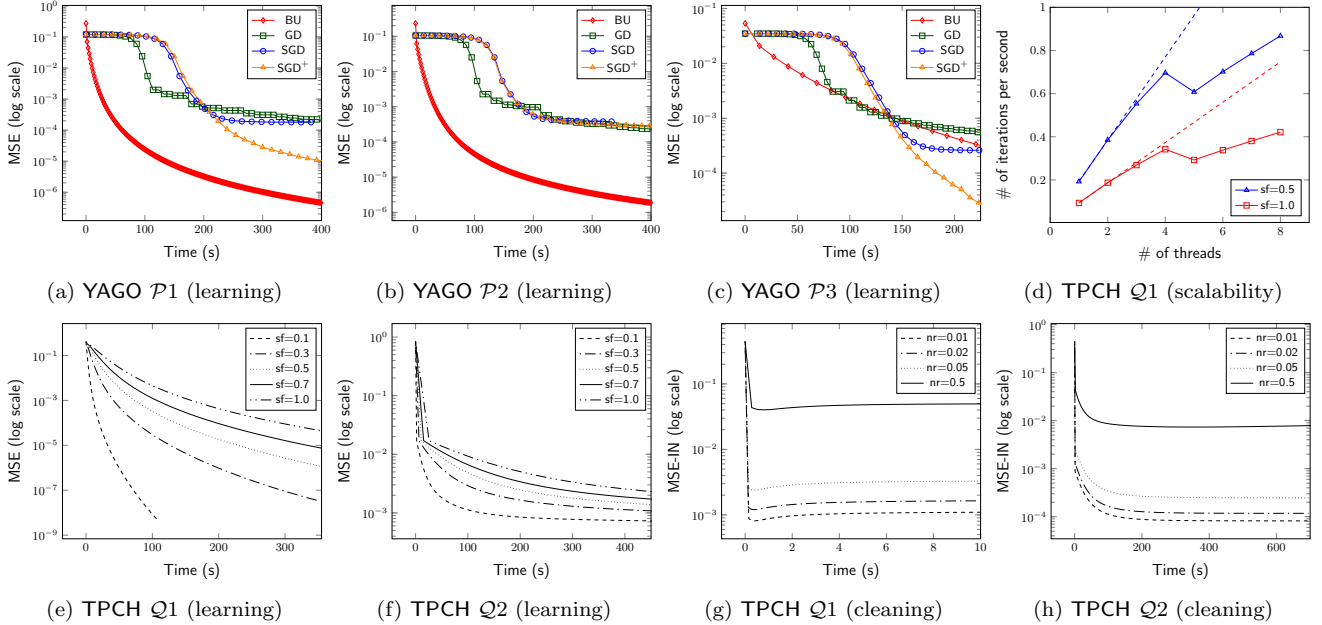 MSE (log scale)
10⁻¹
10⁻²
10⁻³
10⁻⁴
10⁻⁵
10⁻⁶
0 100 200 300 400
Time (s)
BU
GD
SGD
SGD⁺
(a) YAGO P1 (learning)
MSE (log scale)
10⁰
10⁻¹
10⁻²
10⁻³
10⁻⁴
10⁻⁵
10⁻⁶
0 100 200 300 400
Time (s)
BU
GD
SGD
SGD⁺
(b) YAGO P2 (learning)
MSE (log scale)
10⁻¹
10⁻²
10⁻³
10⁻⁴
0 50 100 150 200
Time (s)
BU
GD
SGD
SGD⁺
(c) YAGO P3 (learning)
# of iterations per second
1
0.8
0.6
0.4
0.2
0 2 4 6 8
# of threads
sf=0.5
sf=1.0
(d) TPCH Q1 (scalability)
MSE (log scale)
10⁻¹
10⁻³
10⁻⁵
10⁻⁷
10⁻⁹
0 100 200 300
Time (s)
sf=0.1
sf=0.3
sf=0.5
sf=0.7
sf=1.0
(e) TPCH Q1 (learning)
MSE (log scale)
10⁰
10⁻¹
10⁻²
10⁻³
0 100 200 300 400
Time (s)
sf=0.1
sf=0.3
sf=0.5
sf=0.7
sf=1.0
(f) TPCH Q2 (learning)
MSE-IN (log scale)
10⁻¹
10⁻²
10⁻³
0 2 4 6 8 10
Time (s)
nr=0.01
nr=0.02
nr=0.05
nr=0.5
(g) TPCH Q1 (cleaning)
MSE-IN (log scale)
10⁰
10⁻¹
10⁻²
10⁻³
10⁻⁴
0 200 400 600
Time (s)
nr=0.01
nr=0.02
nr=0.05
nr=0.5
(h) TPCH Q2 (cleaning)